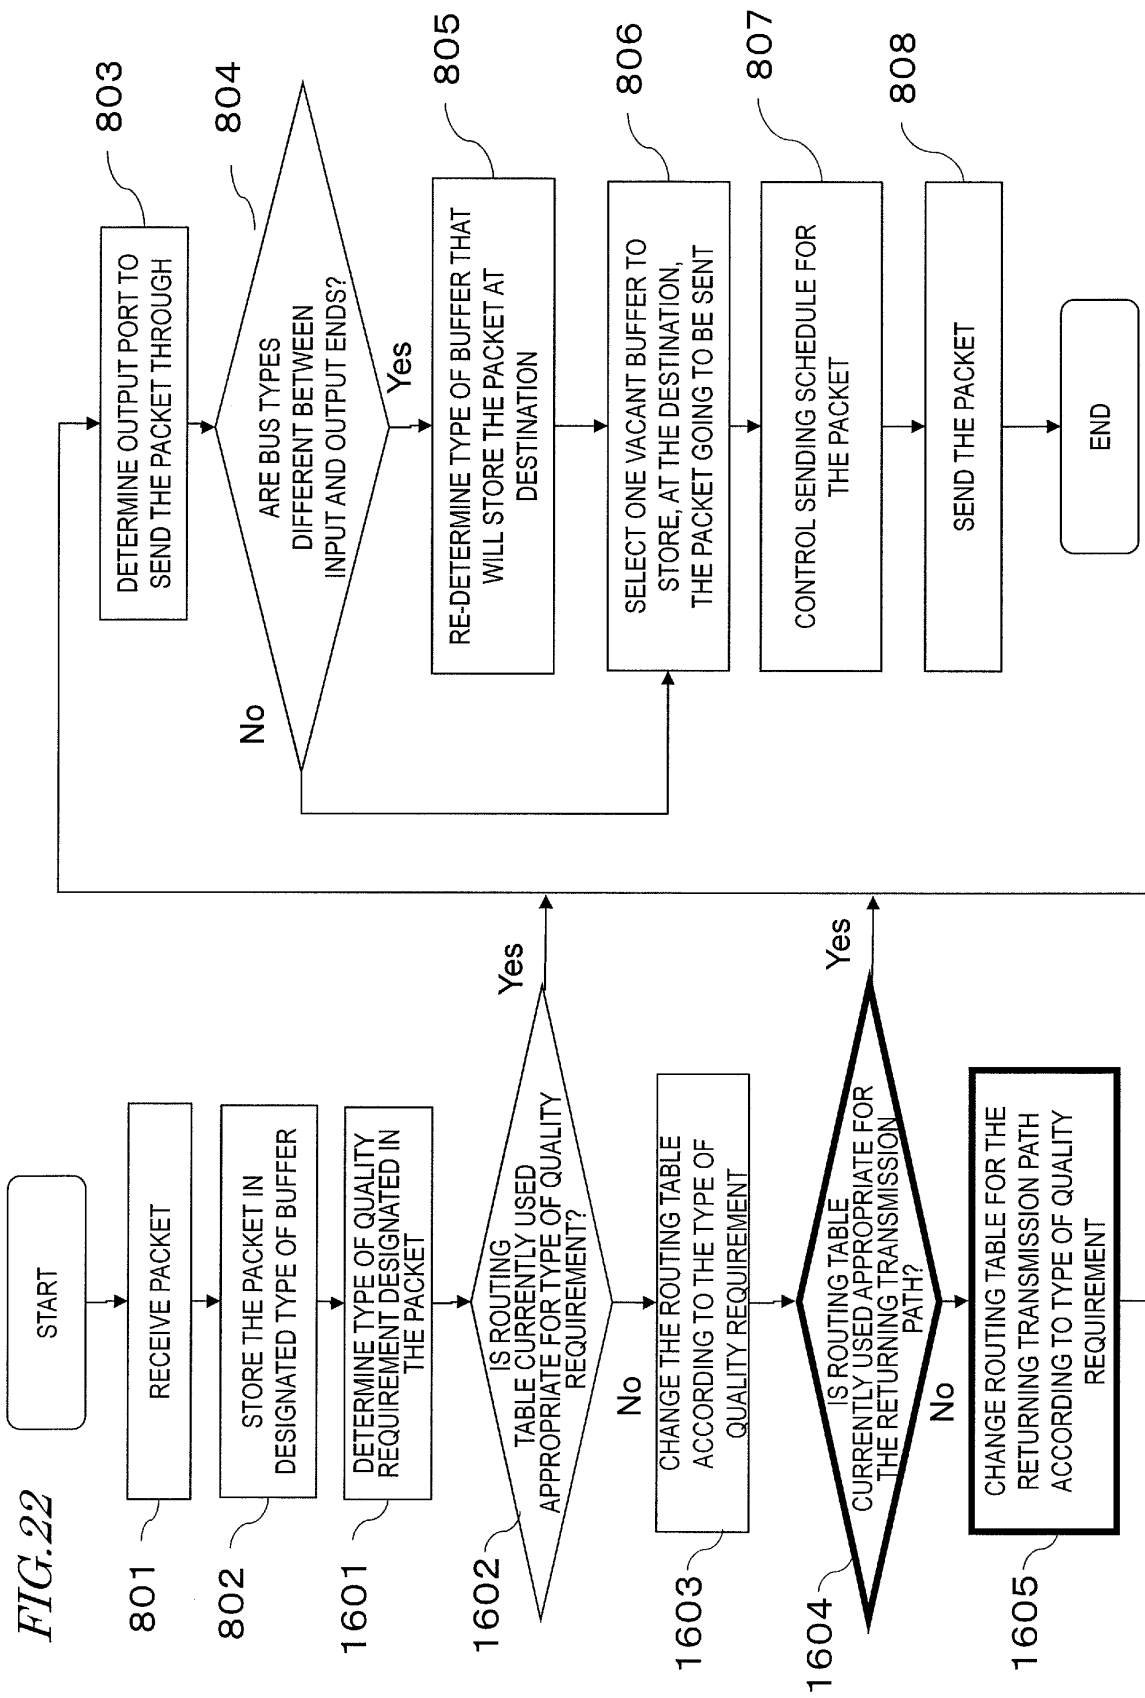 FIG.22
START
801
RECEIVE PACKET
802
STORE THE PACKET IN
DESIGNATED TYPE OF BUFFER
1601
DETERMINE TYPE OF QUALITY
REQUIREMENT DESIGNATED IN
THE PACKET
1602
IS ROUTING
TABLE CURRENTLY USED
APPROPRIATE FOR TYPE OF QUALITY
REQUIREMENT?
Yes
No
1603
CHANGE THE ROUTING TABLE
ACCORDING TO THE TYPE OF
QUALITY REQUIREMENT
1604
IS ROUTING TABLE
CURRENTLY USED APPROPRIATE FOR
THE RETURNING TRANSMISSION
PATH?
Yes
No
1605
CHANGE ROUTING TABLE FOR THE
RETURNING TRANSMISSION PATH
ACCORDING TO TYPE OF QUALITY
REQUIREMENT
803
DETERMINE OUTPUT PORT TO
SEND THE PACKET THROUGH
804
ARE BUS TYPES
DIFFERENT BETWEEN
INPUT AND OUTPUT ENDS?
No
Yes
805
RE-DETERMINE TYPE OF BUFFER THAT
WILL STORE THE PACKET AT
DESTINATION
806
SELECT ONE VACANT BUFFER TO
STORE, AT THE DESTINATION,
THE PACKET GOING TO BE SENT
807
CONTROL SENDING SCHEDULE FOR
THE PACKET
808
SEND THE PACKET
END